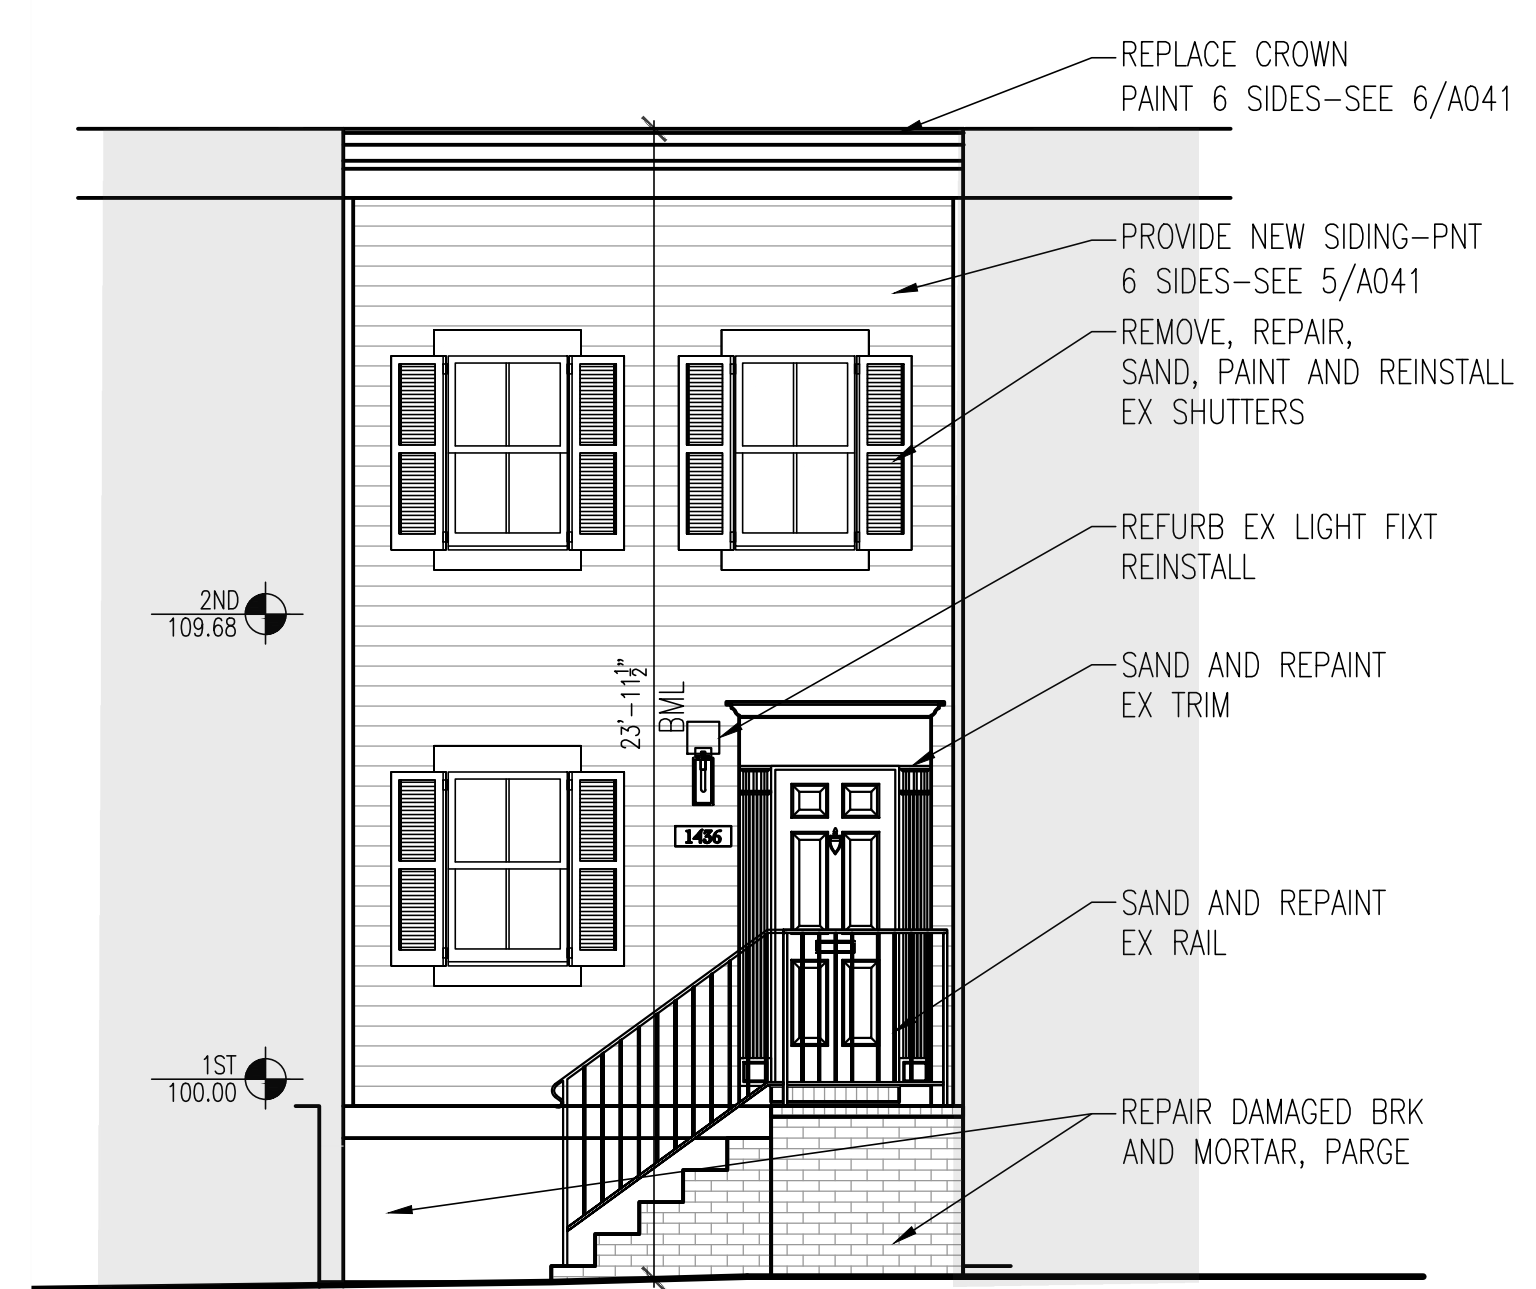 REPLACE CROWN
PAINT 6 SIDES-SEE 6/A041
PROVIDE NEW SIDING-PNT
6 SIDES-SEE 5/A041
REMOVE, REPAIR,
SAND, PAINT AND REINSTALL
EX SHUTTERS
REFURB EX LIGHT FIXT
REINSTALL
2ND
109.68
SAND AND REPAINT
EX TRIM
23'-11½"
BML
1436
SAND AND REPAINT
EX RAIL
1ST
100.00
REPAIR DAMAGED BRK
AND MORTAR, PARGE